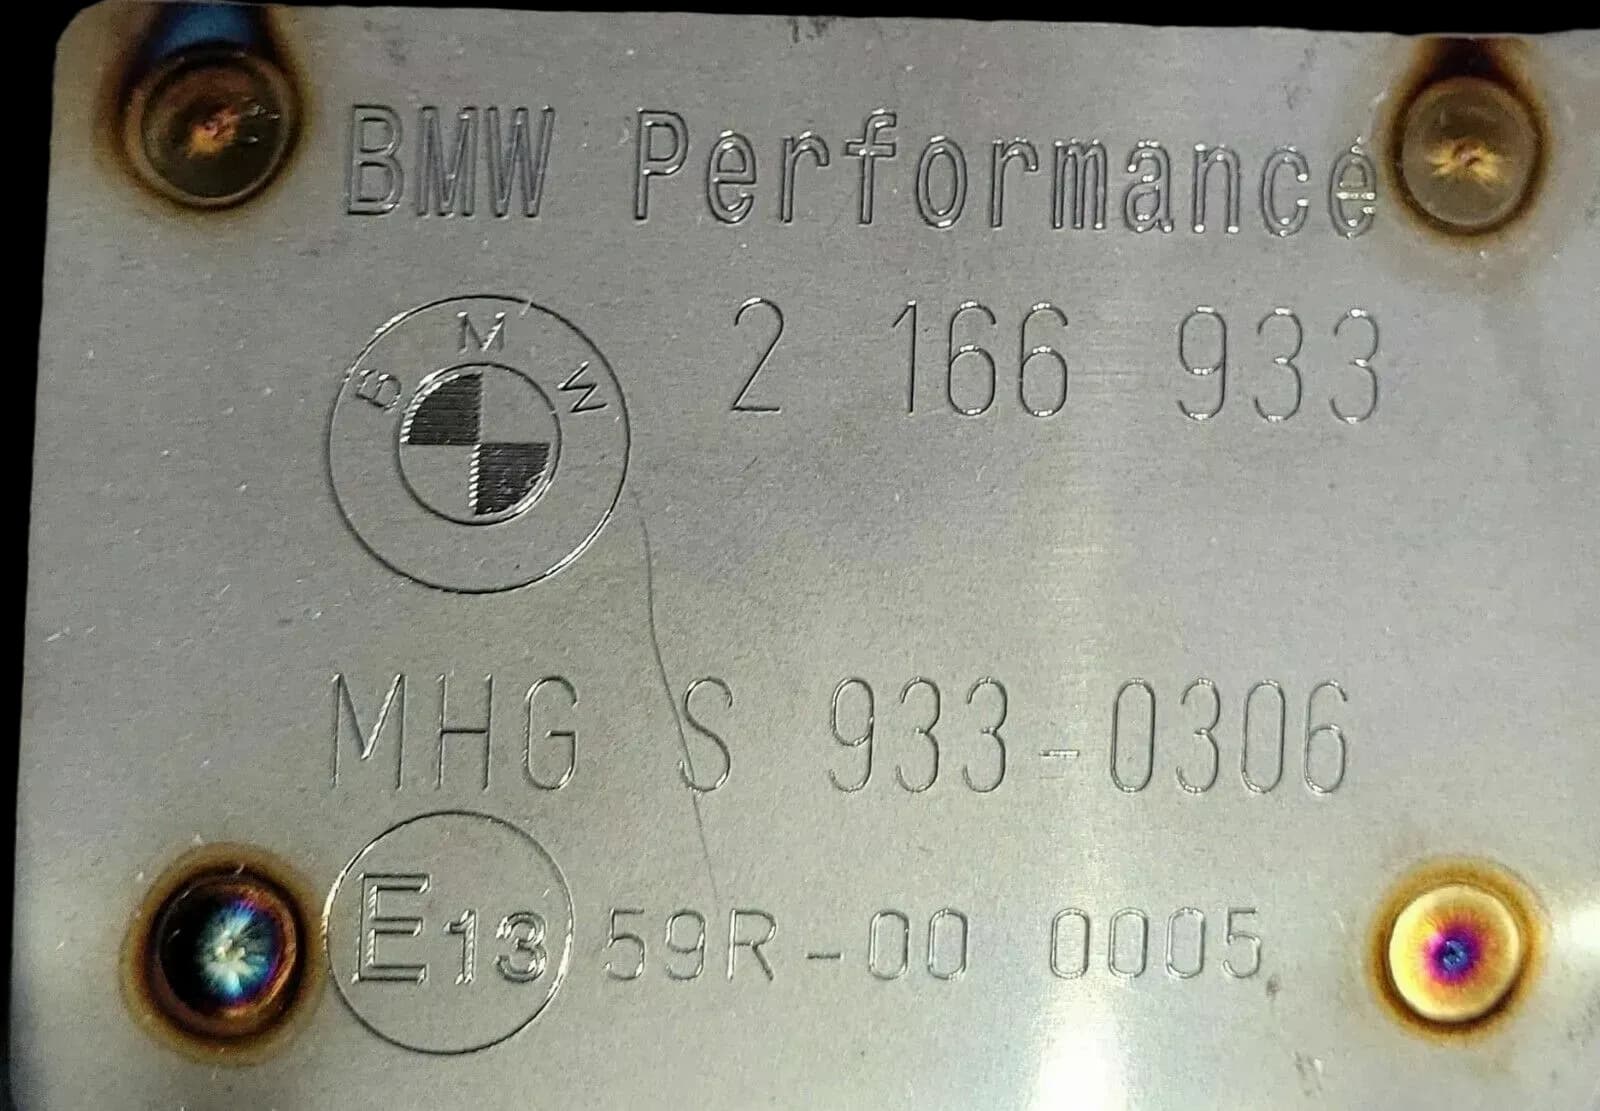 BMW Performance
BMW 2 166 933
MHG S 933-0306
E13 59R-00 0005